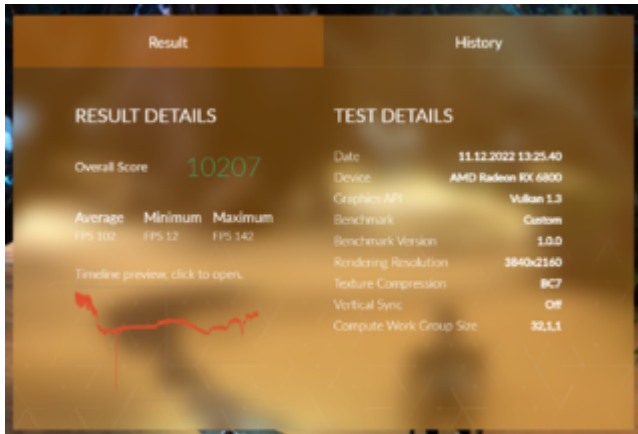 Result
History
RESULT DETAILS
Overall Score 10207
Average Minimum Maximum
FPS 102 FPS 12 FPS 142
Timeline preview, click to open.
TEST DETAILS
Date 11.12.2022 13:25.40
Device AMD Radeon RX 6800
Graphics API Vulkan 1.3
Benchmark Custom
Benchmark Version 1.0.0
Rendering Resolution 3840x2160
Texture Compression BC7
Vertical Sync Off
Compute Work Group Size 32,1,1